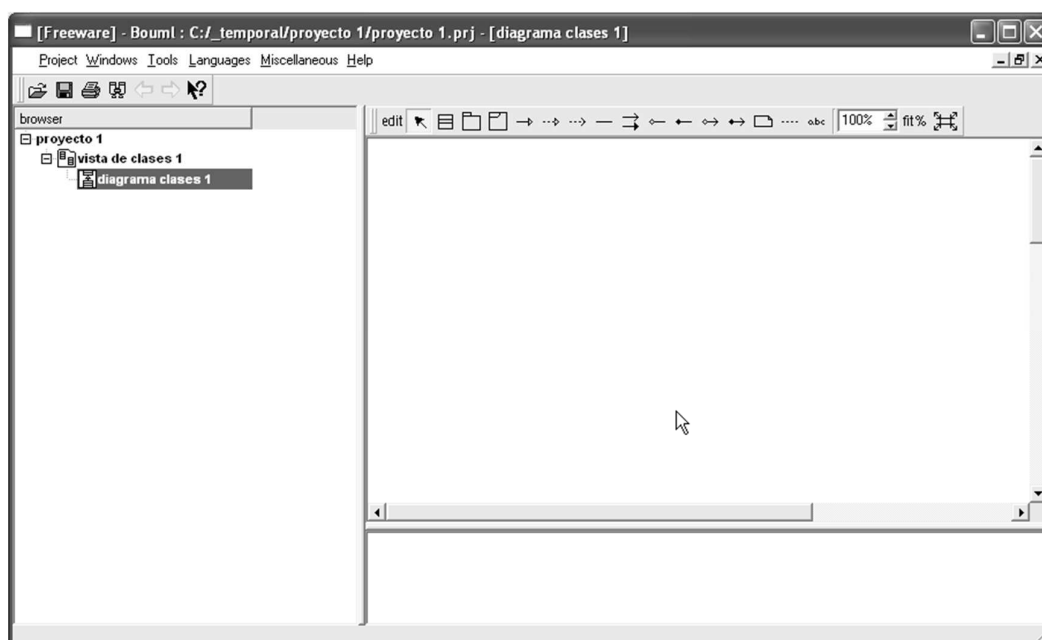 [Freeware] - Bouml : C:/_temporal/proyecto 1/proyecto 1.prj - [diagrama clases 1]
Project Windows Tools Languages Miscellaneous Help
browser
edit
abc
100%
fit%
proyecto 1
vista de clases 1
diagrama clases 1